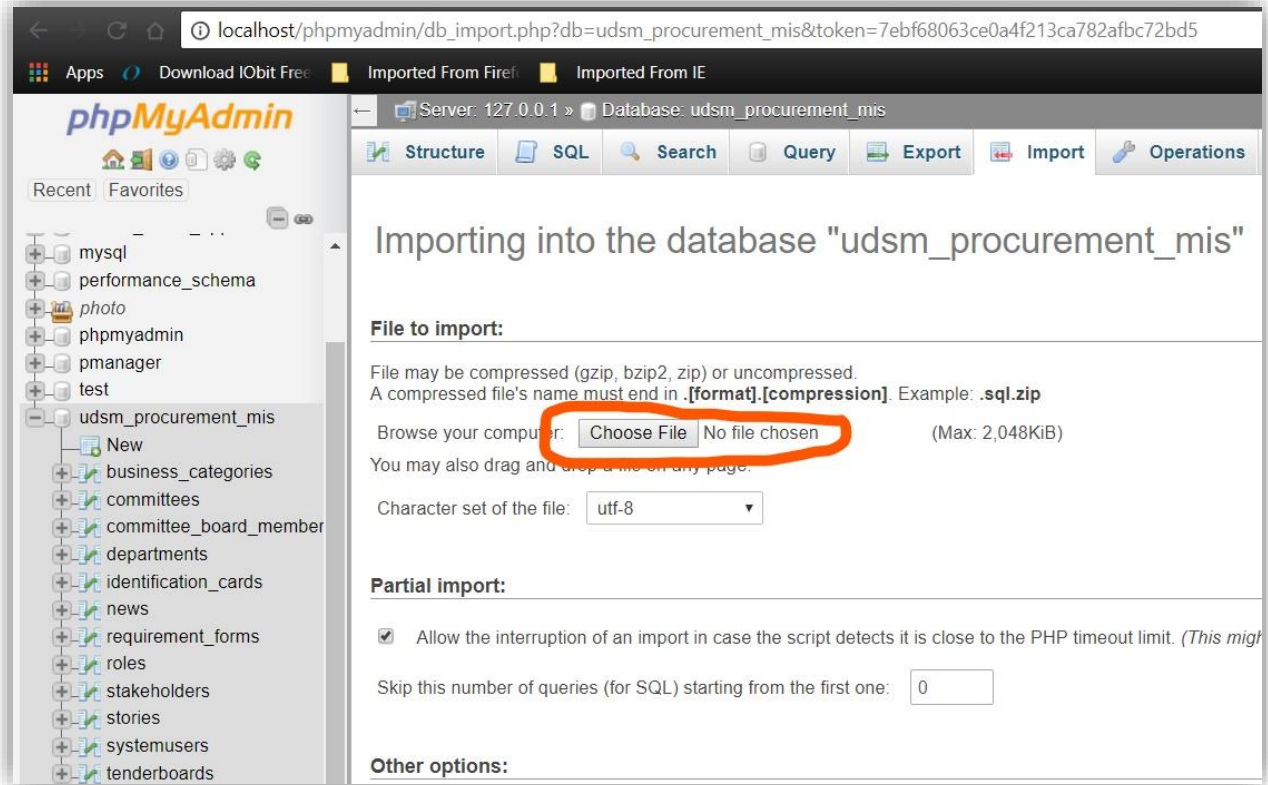 localhost/phpmyadmin/db_import.php?db=udsm_procurement_mis&token=7ebf68063ce0a4f213ca782afbc72bd5
Apps Download IObit Free Imported From Firef Imported From IE
phpMyAdmin
Recent Favorites
mysql
performance_schema
photo
phpmyadmin
pmanager
test
udsm_procurement_mis
New
business_categories
committees
committee_board_member
departments
identification_cards
news
requirement_forms
roles
stakeholders
stories
systemusers
tenderboards
Server: 127.0.0.1 » Database: udsm_procurement_mis
Structure SQL Search Query Export Import Operations
Importing into the database "udsm_procurement_mis"
File to import:
File may be compressed (gzip, bzip2, zip) or uncompressed.
A compressed file's name must end in .[format].[compression]. Example: .sql.zip
Browse your computer: Choose File No file chosen (Max: 2,048KiB)
You may also drag and drop a file on any page.
Character set of the file: utf-8
Partial import:
Allow the interruption of an import in case the script detects it is close to the PHP timeout limit. (This migh
Skip this number of queries (for SQL) starting from the first one: 0
Other options: